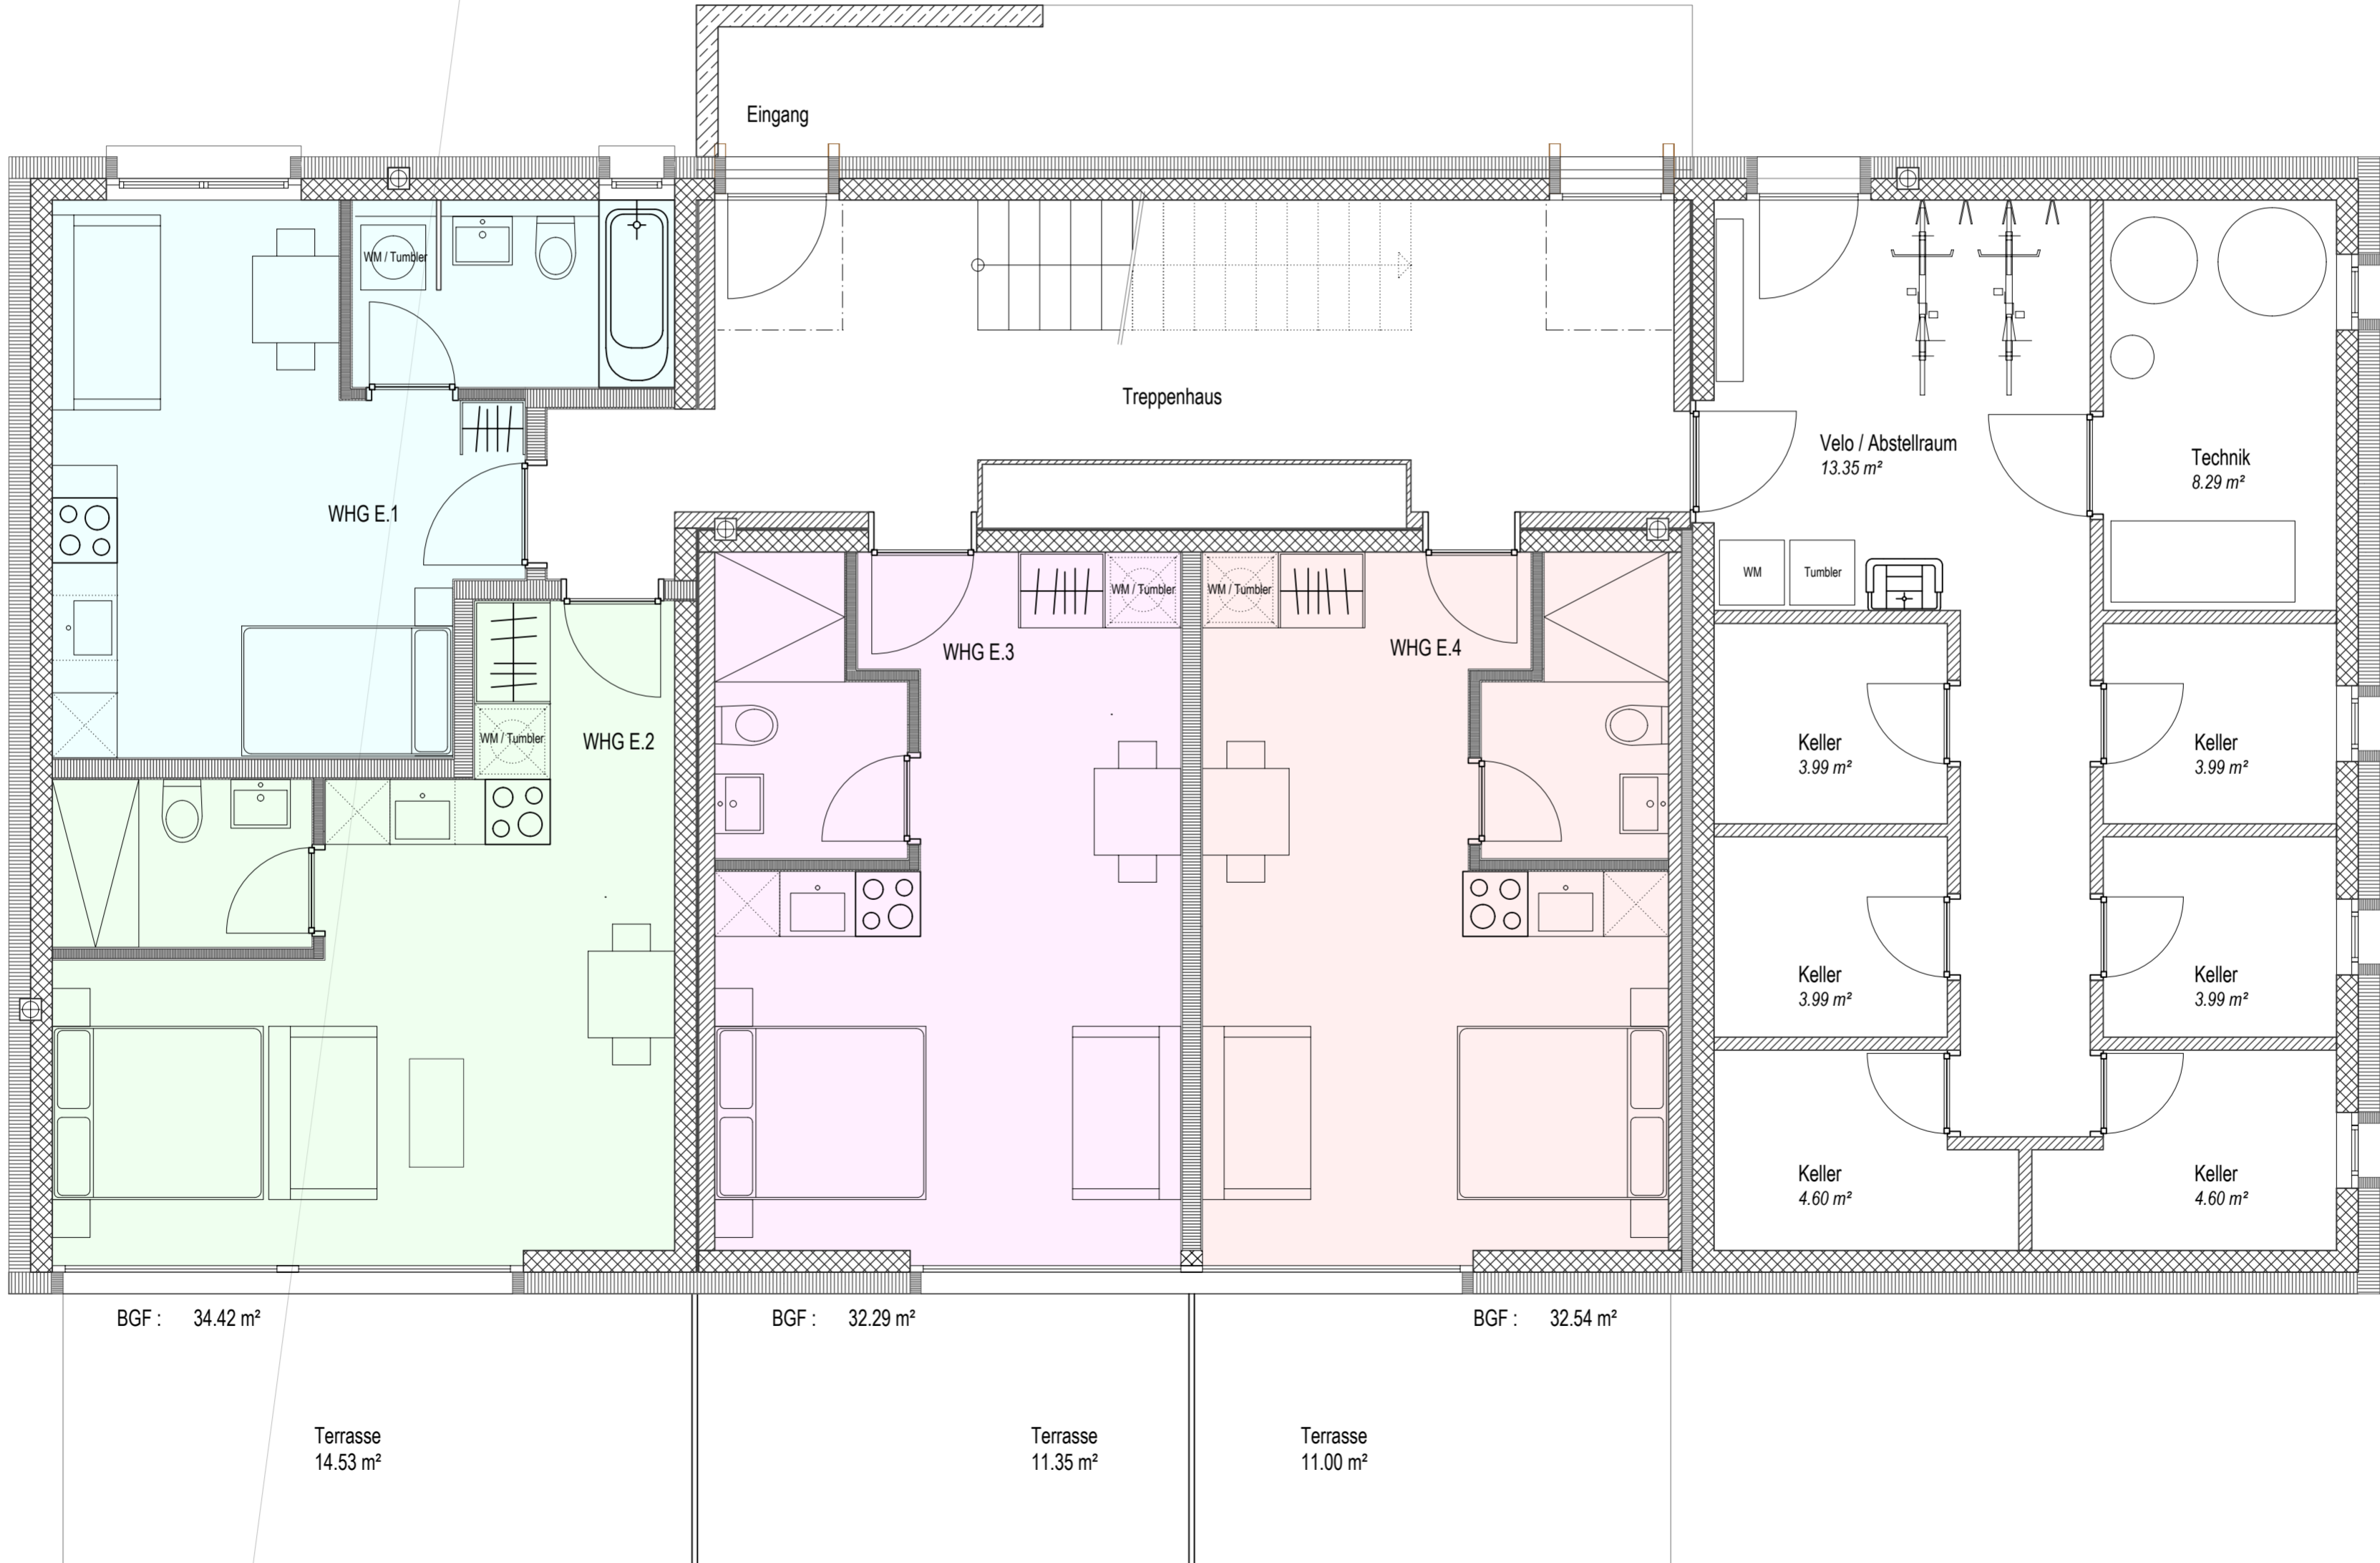 Eingang
WM / Tumbler
Treppenhaus
Velo / Abstellraum
13.35 m²
Technik
8.29 m²
WHG E.1
WM
Tumbler
WM / Tumbler
WM / Tumbler
WHG E.3
WHG E.4
WM / Tumbler
WHG E.2
Keller
3.99 m²
Keller
3.99 m²
Keller
3.99 m²
Keller
3.99 m²
Keller
4.60 m²
Keller
4.60 m²
BGF : 34.42 m²
BGF : 32.29 m²
BGF : 32.54 m²
Terrasse
14.53 m²
Terrasse
11.35 m²
Terrasse
11.00 m²